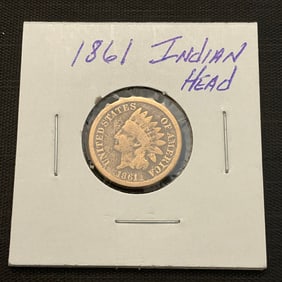 1861 INDIAN
HEAD
UNITED STATES
OF AMERICA
1861